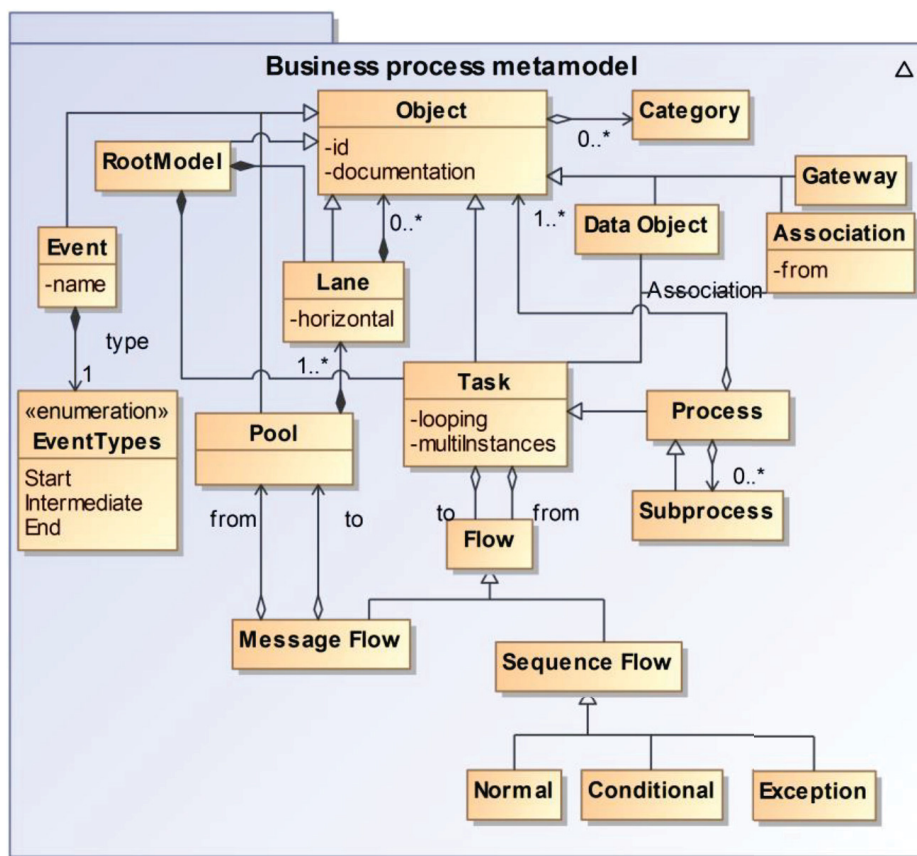 Business process metamodel
Object
-id
-documentation
Category
0..*
RootModel
Gateway
Data Object
Association
-from
Event
-name
Lane
-horizontal
0..*
1..*
Association
type
1
1..*
«enumeration»
EventTypes
Start
Intermediate
End
Pool
Task
-looping
-multiInstances
Process
0..*
Subprocess
from
to
to
from
Flow
Message Flow
Sequence Flow
Normal
Conditional
Exception